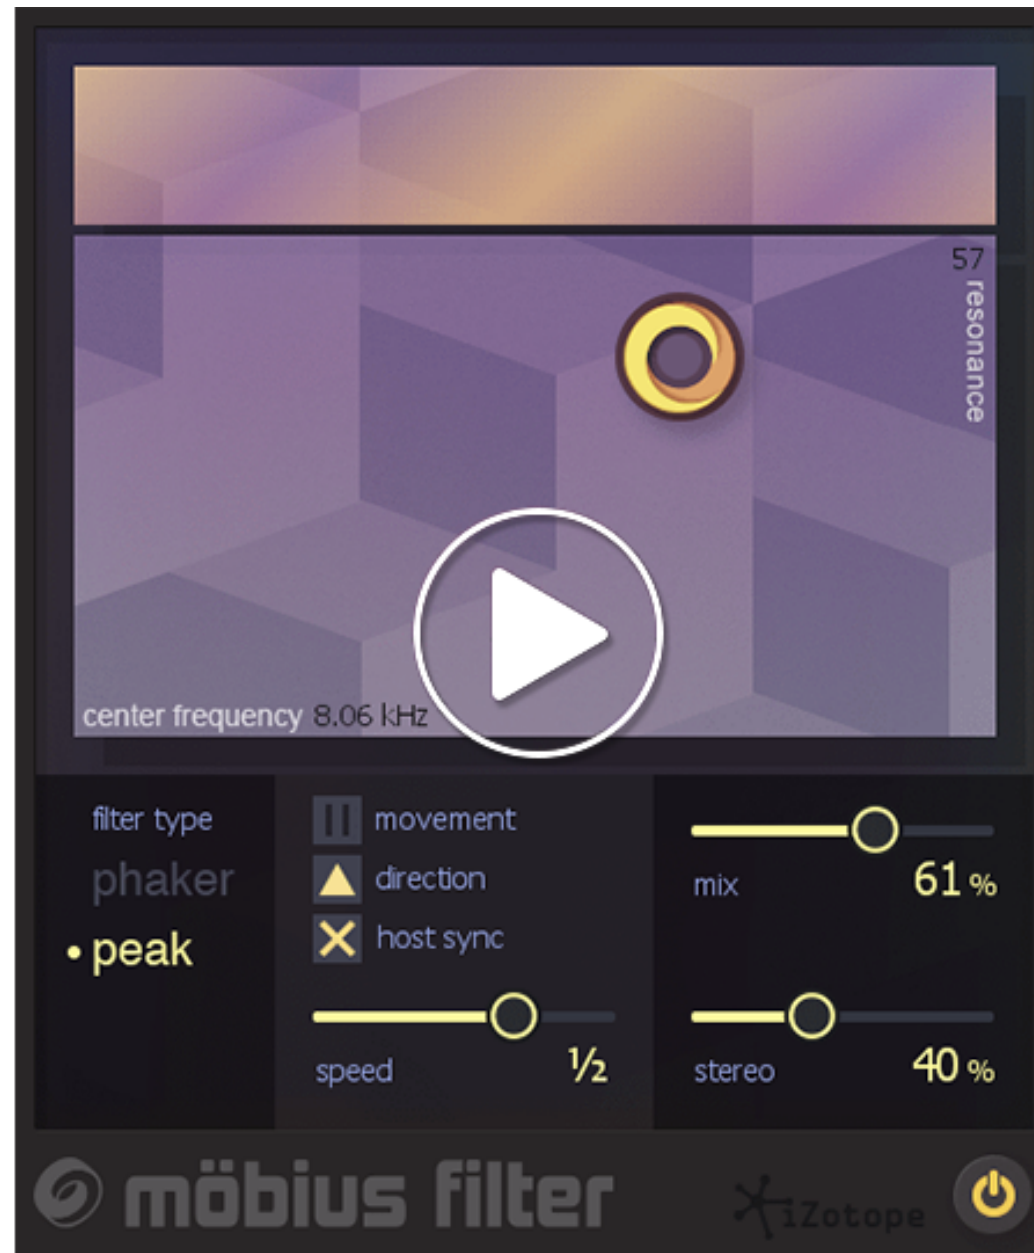 57
resonance
center frequency 8.06 kHz
filter type
phaker
• peak
movement
direction
host sync
speed ½
mix 61 %
stereo 40 %
möbius filter
iZotope